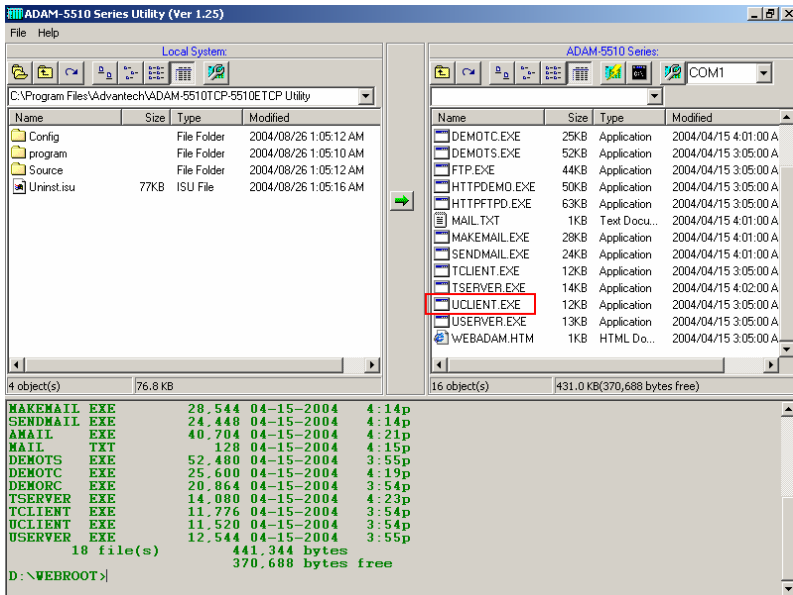 ADAM-5510 Series Utility (Ver 1.25)
File Help
Local System:
C:\Program Files\Advantech\ADAM-5510TCP-5510ETCP Utility
Name Size Type Modified
Config File Folder 2004/08/26 1:05:12 AM
program File Folder 2004/08/26 1:05:10 AM
Source File Folder 2004/08/26 1:05:12 AM
Uninst.isu 77KB ISU File 2004/08/26 1:05:16 AM
4 object(s) 76.8 KB
ADAM-5510 Series:
COM1
Name Size Type Modified
DEMOTC.EXE 25KB Application 2004/04/15 4:01:00 A
DEMOTS.EXE 52KB Application 2004/04/15 3:05:00 A
FTP.EXE 44KB Application 2004/04/15 3:05:00 A
HTTPDEMO.EXE 50KB Application 2004/04/15 3:05:00 A
HTTPFTPD.EXE 63KB Application 2004/04/15 3:05:00 A
MAIL.TXT 1KB Text Docu... 2004/04/15 4:01:00 A
MAKEMAIL.EXE 28KB Application 2004/04/15 4:01:00 A
SENDMAIL.EXE 24KB Application 2004/04/15 4:01:00 A
TCLIENT.EXE 12KB Application 2004/04/15 3:05:00 A
TSERVER.EXE 14KB Application 2004/04/15 4:02:00 A
UCLIENT.EXE 12KB Application 2004/04/15 3:05:00 A
USERVER.EXE 13KB Application 2004/04/15 3:05:00 A
WEBADAM.HTM 1KB HTML Do... 2004/04/15 3:05:00 A
16 object(s) 431.0 KB(370,688 bytes free)
MAKEMAIL EXE 28,544 04-15-2004 4:14p
SENDMAIL EXE 24,448 04-15-2004 4:14p
AMAIL EXE 40,704 04-15-2004 4:21p
MAIL TXT 128 04-15-2004 4:15p
DEMOTS EXE 52,480 04-15-2004 3:55p
DEMOTC EXE 25,600 04-15-2004 4:19p
DEMORC EXE 20,864 04-15-2004 3:54p
TSERVER EXE 14,080 04-15-2004 4:23p
TCLIENT EXE 11,776 04-15-2004 3:54p
UCLIENT EXE 11,520 04-15-2004 3:54p
USERVER EXE 12,544 04-15-2004 3:55p
18 file(s) 441,344 bytes
370,688 bytes free
D:\WEBROOT>